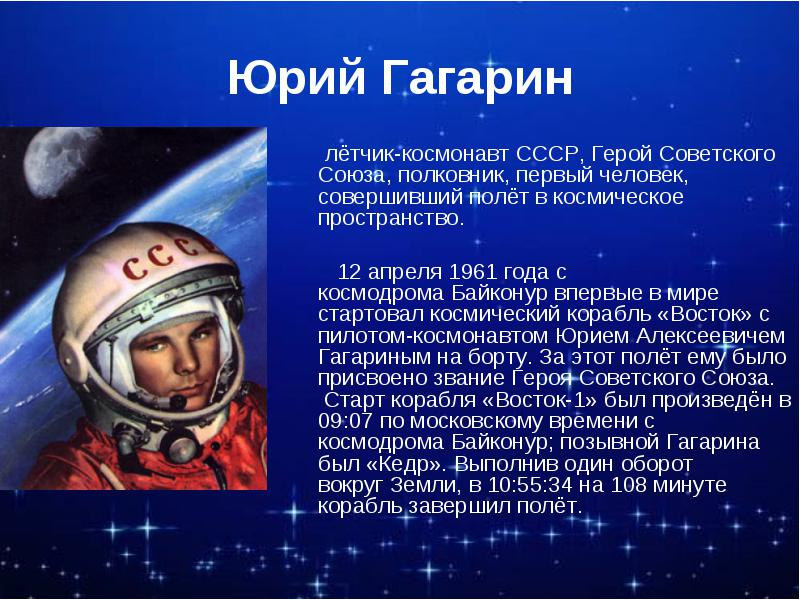 Юрий Гагарин
СССР
лётчик-космонавт СССР, Герой Советского
Союза, полковник, первый человек,
совершивший полёт в космическое
пространство.
12 апреля 1961 года с
космодрома Байконур впервые в мире
стартовал космический корабль «Восток» с
пилотом-космонавтом Юрием Алексеевичем
Гагариным на борту. За этот полёт ему было
присвоено звание Героя Советского Союза.
Старт корабля «Восток-1» был произведён в
09:07 по московскому времени с
космодрома Байконур; позывной Гагарина
был «Кедр». Выполнив один оборот
вокруг Земли, в 10:55:34 на 108 минуте
корабль завершил полёт.